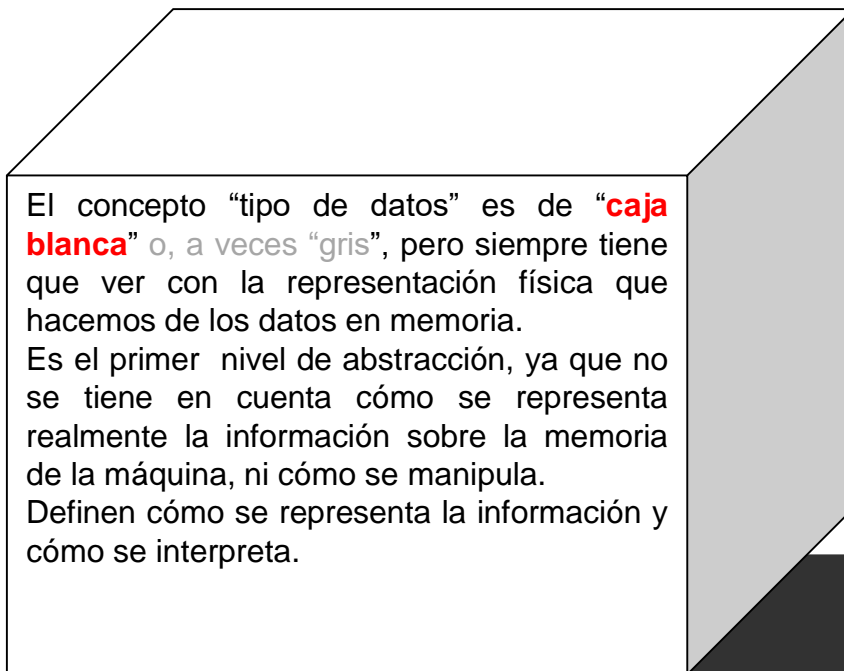 El concepto “tipo de datos” es de “caja
blanca” o, a veces “gris”, pero siempre tiene
que ver con la representación física que
hacemos de los datos en memoria.
Es el primer nivel de abstracción, ya que no
se tiene en cuenta cómo se representa
realmente la información sobre la memoria
de la máquina, ni cómo se manipula.
Definen cómo se representa la información y
cómo se interpreta.